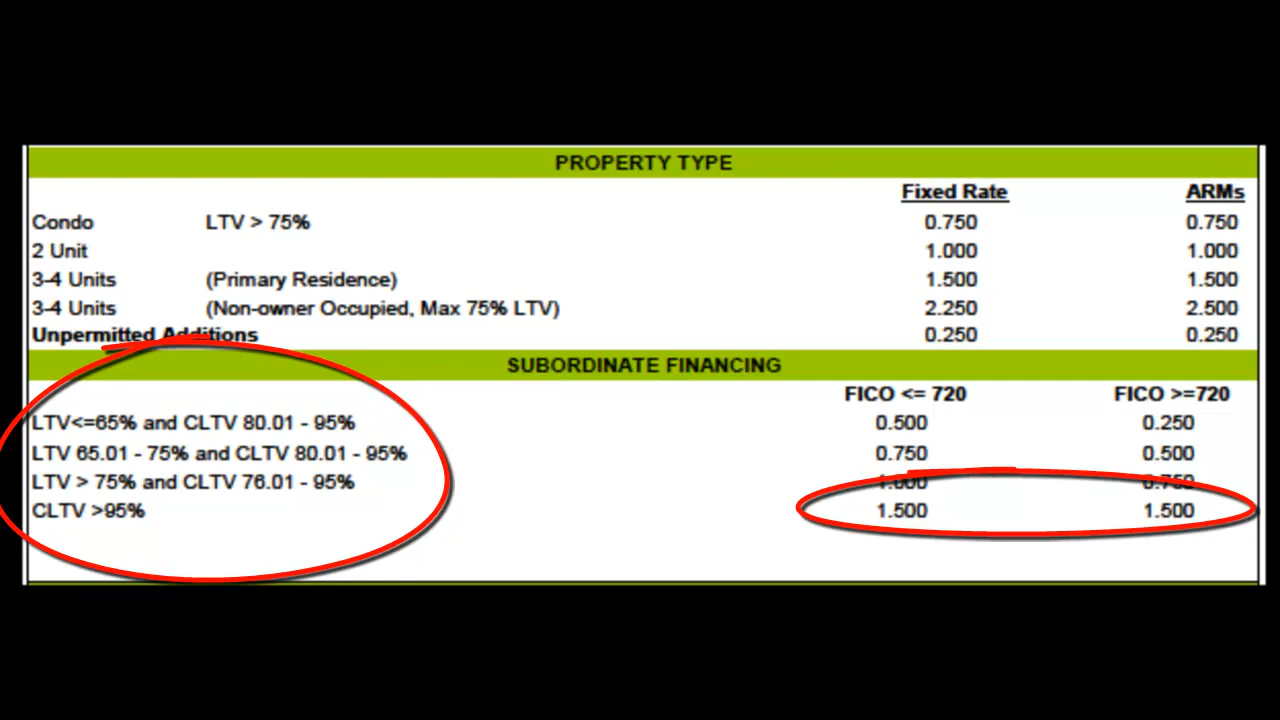 PROPERTY TYPE
Fixed Rate ARMs
Condo LTV > 75% 0.750 0.750
2 Unit 1.000 1.000
3-4 Units (Primary Residence) 1.500 1.500
3-4 Units (Non-owner Occupied, Max 75% LTV) 2.250 2.500
Unpermitted Additions 0.250 0.250
SUBORDINATE FINANCING
FICO <= 720 FICO >=720
LTV<=65% and CLTV 80.01 - 95% 0.500 0.250
LTV 65.01 - 75% and CLTV 80.01 - 95% 0.750 0.500
LTV > 75% and CLTV 76.01 - 95% 1.000 0.750
CLTV >95% 1.500 1.500